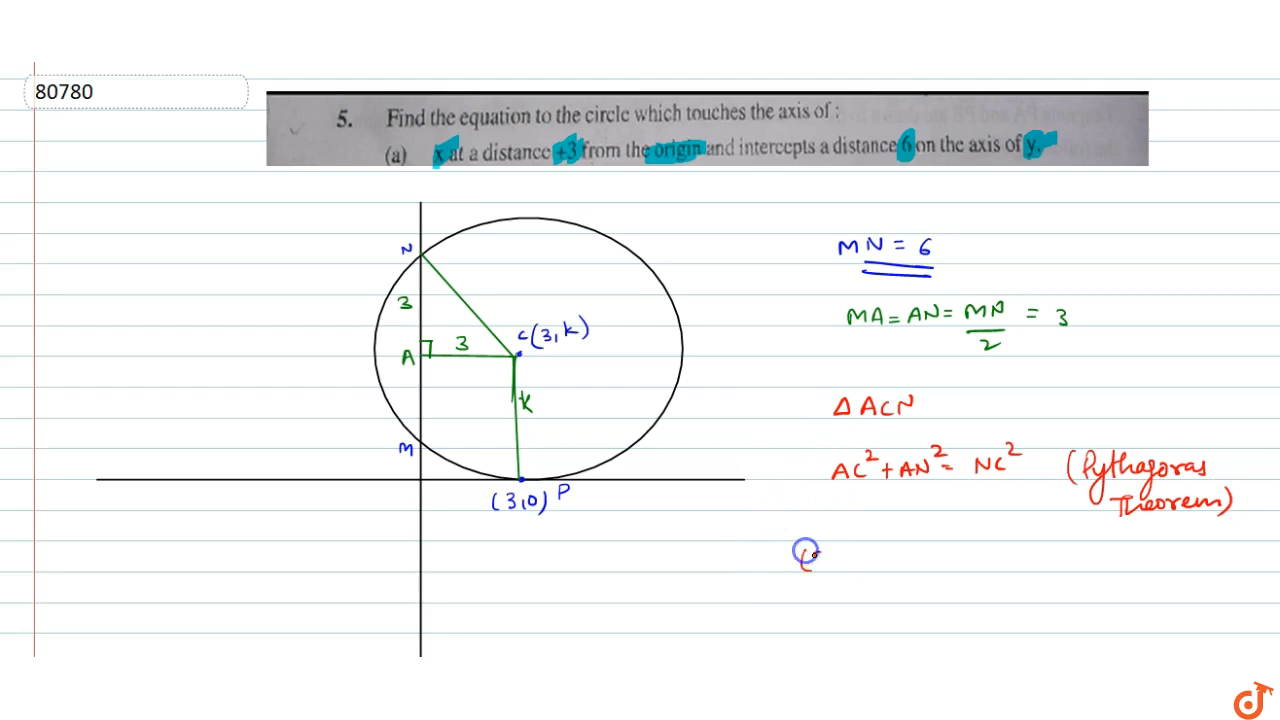 80780
5. Find the equation to the circle which touches the axis of :
(a) x at a distance +3 from the origin and intercepts a distance 6 on the axis of y.
N
3
A
3
C(3,k)
k
M
(3,0) P
MN = 6
MA = AN = MN/2 = 3
Δ ACN
AC² + AN² = NC² (Pythagoras
Theorem)
(
d